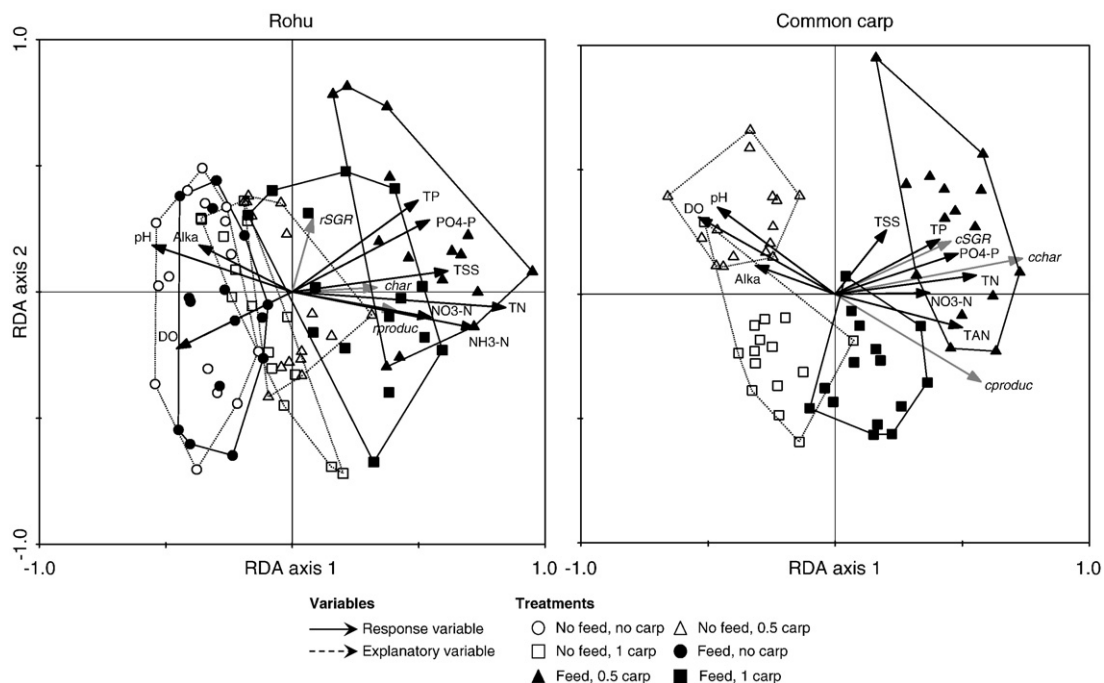 Rohu
Common carp
1.0
RDA axis 2
-1.0
TP
rSGR
PO4-P
pH
Alka
TSS
char
TN
NO3-N
rproduc
NH3-N
DO
-1.0
RDA axis 1
1.0
pH
DO
TSS
TP
cSGR
PO4-P
cchar
Alka
TN
NO3-N
TAN
cproduc
-1.0
RDA axis 1
1.0
Variables
Response variable
Explanatory variable
Treatments
No feed, no carp
No feed, 0.5 carp
No feed, 1 carp
Feed, no carp
Feed, 0.5 carp
Feed, 1 carp